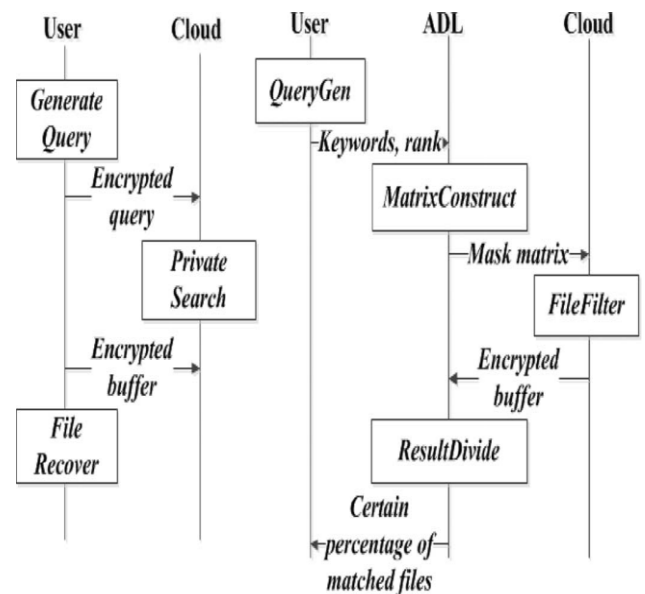 User Cloud User ADL Cloud
Generate
Query
QueryGen
Keywords, rank
Encrypted
query
MatrixConstruct
Private
Search
Mask matrix
FileFilter
Encrypted
buffer
Encrypted
buffer
File
Recover
ResultDivide
Certain
percentage of
matched files